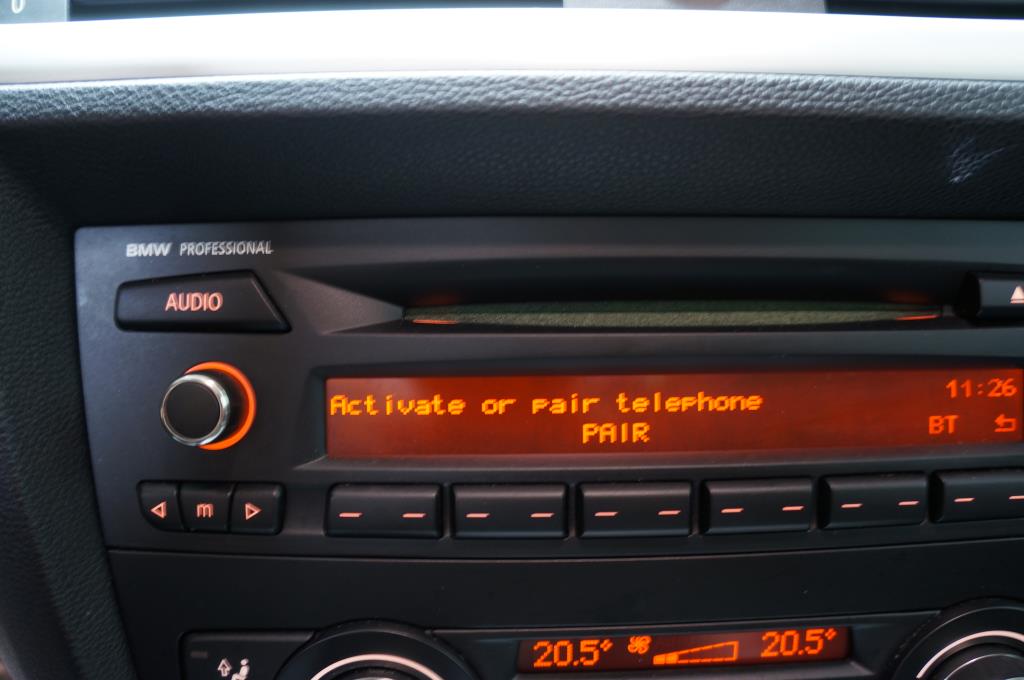 BMW PROFESSIONAL
AUDIO
Activate or pair telephone
11:26
PAIR
BT
m
20.5°
20.5°